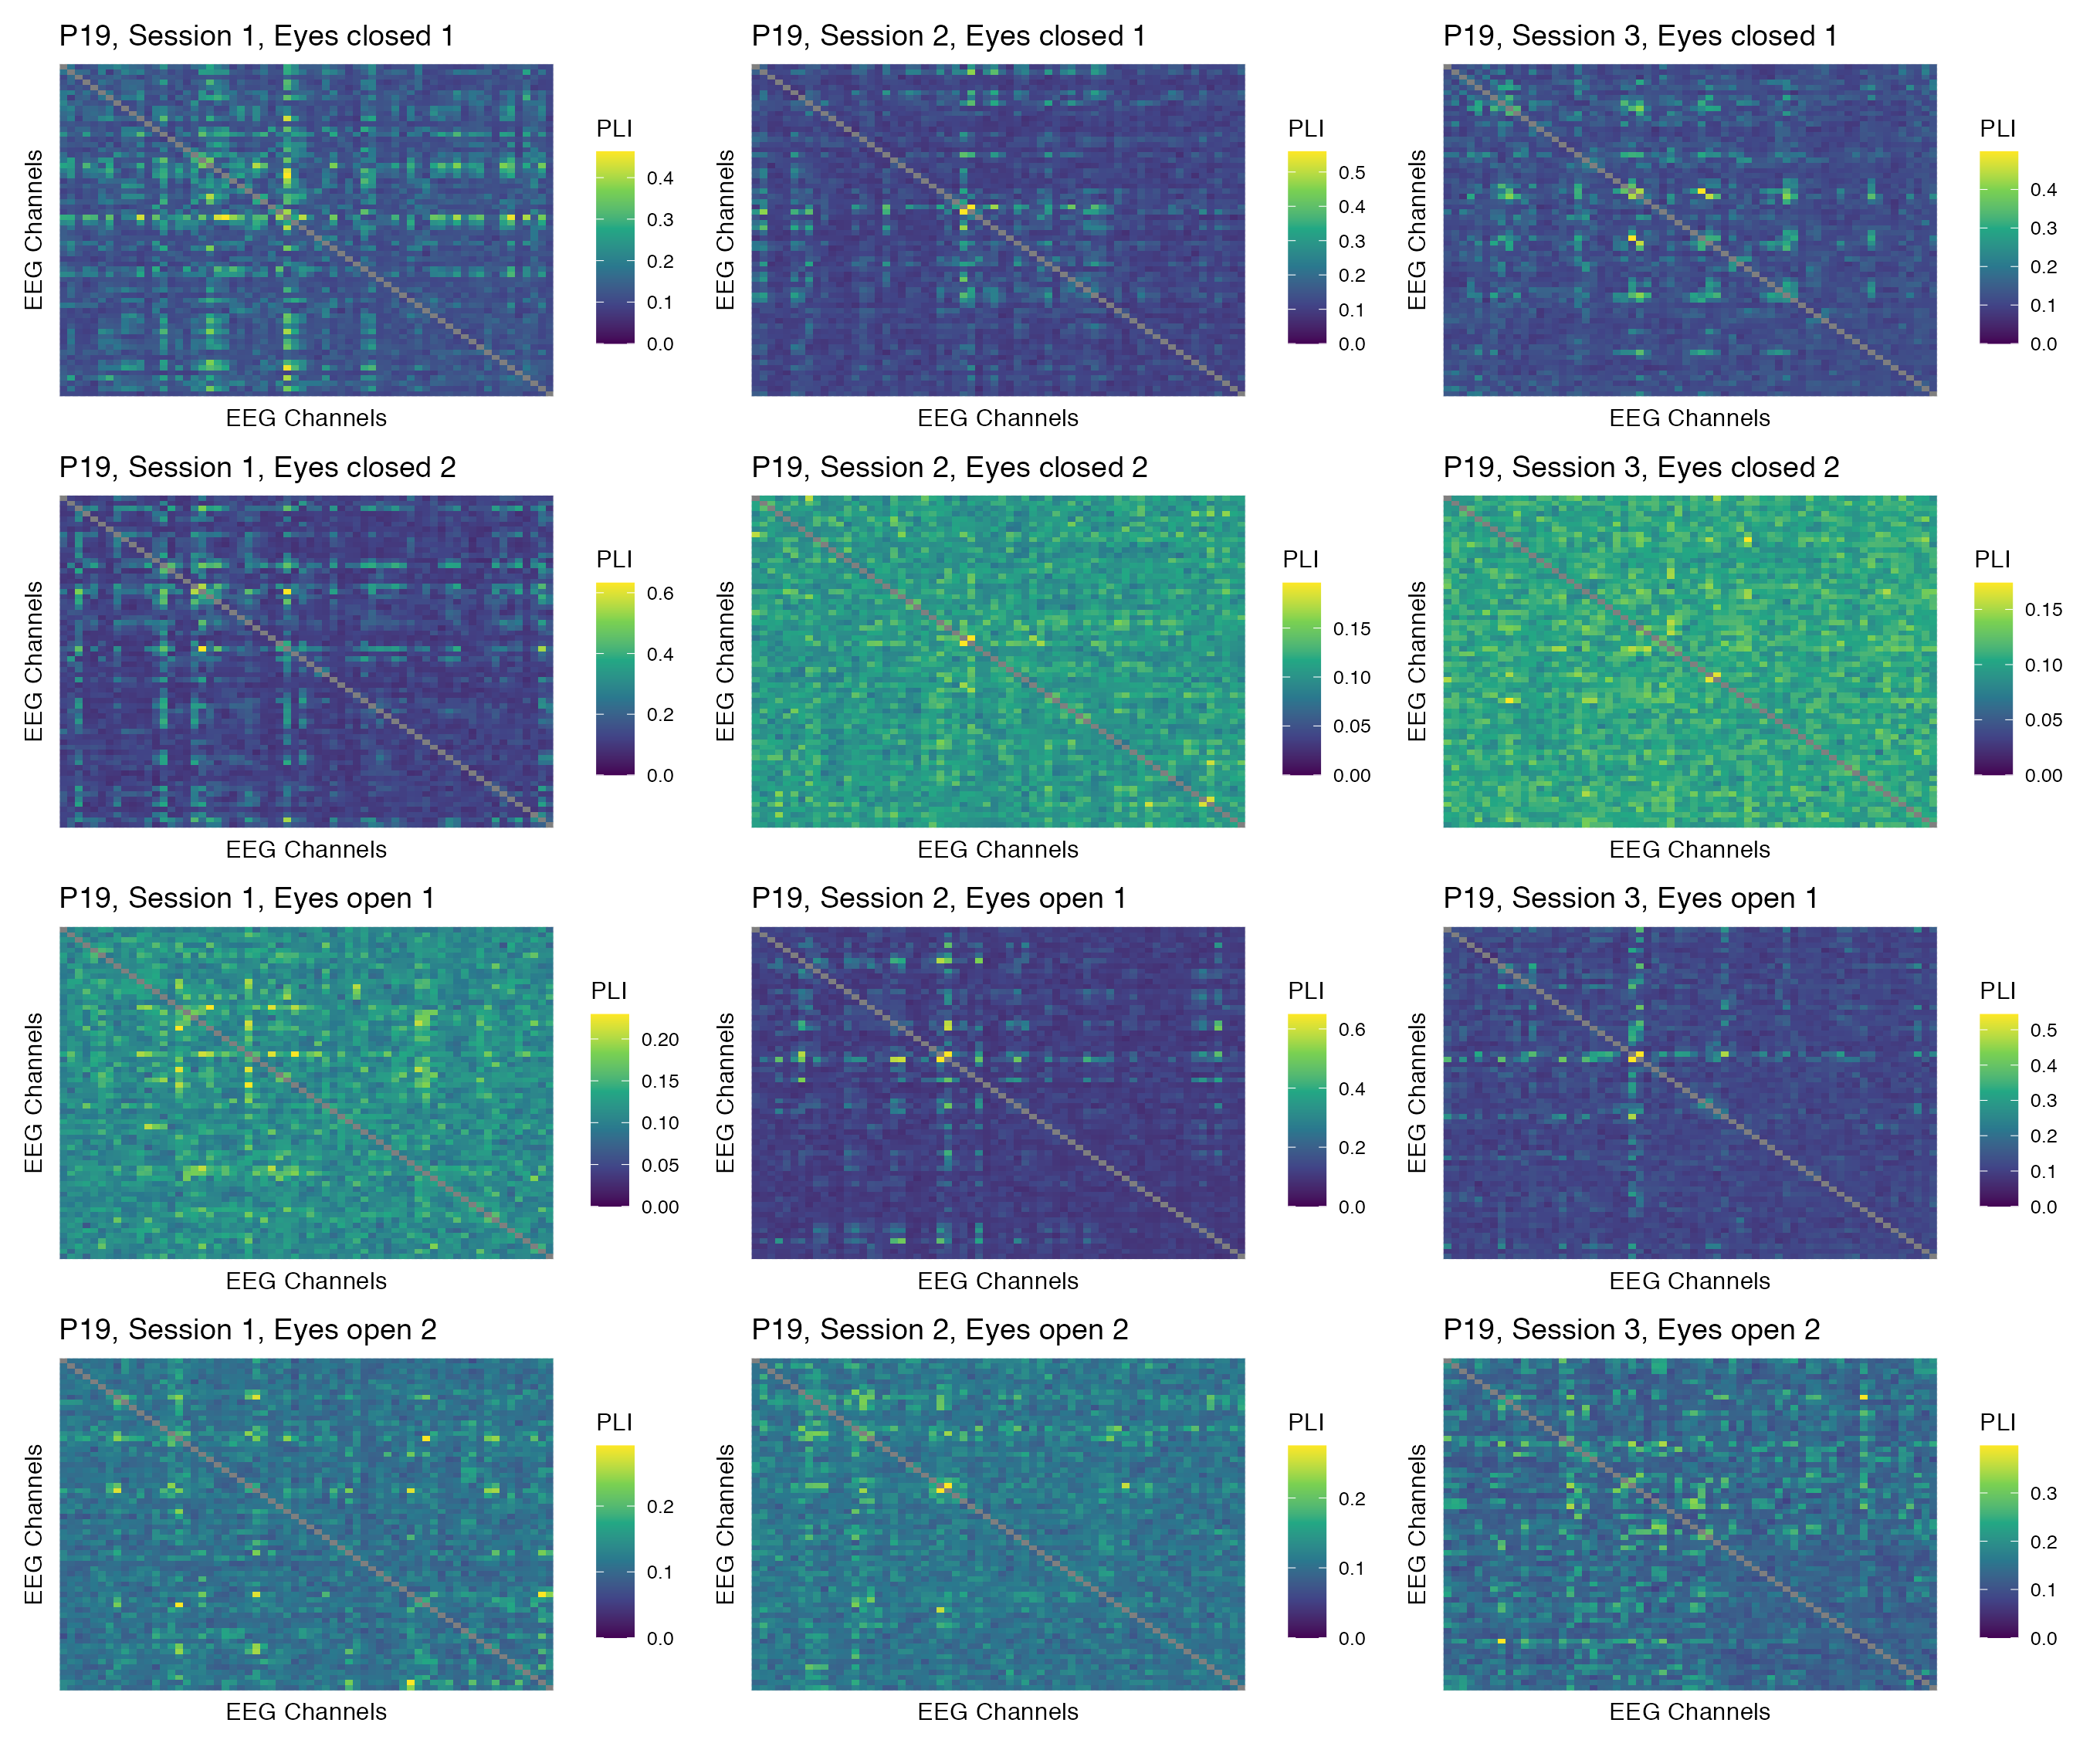 P19, Session 1, Eyes closed 1
EEG Channels
EEG Channels
PLI
0.4
0.3
0.2
0.1
0.0
P19, Session 2, Eyes closed 1
EEG Channels
EEG Channels
PLI
0.5
0.4
0.3
0.2
0.1
0.0
P19, Session 3, Eyes closed 1
EEG Channels
EEG Channels
PLI
0.4
0.3
0.2
0.1
0.0
P19, Session 1, Eyes closed 2
EEG Channels
EEG Channels
PLI
0.6
0.4
0.2
0.0
P19, Session 2, Eyes closed 2
EEG Channels
EEG Channels
PLI
0.15
0.10
0.05
0.00
P19, Session 3, Eyes closed 2
EEG Channels
EEG Channels
PLI
0.15
0.10
0.05
0.00
P19, Session 1, Eyes open 1
EEG Channels
EEG Channels
PLI
0.20
0.15
0.10
0.05
0.00
P19, Session 2, Eyes open 1
EEG Channels
EEG Channels
PLI
0.6
0.4
0.2
0.0
P19, Session 3, Eyes open 1
EEG Channels
EEG Channels
PLI
0.5
0.4
0.3
0.2
0.1
0.0
P19, Session 1, Eyes open 2
EEG Channels
EEG Channels
PLI
0.2
0.1
0.0
P19, Session 2, Eyes open 2
EEG Channels
EEG Channels
PLI
0.2
0.1
0.0
P19, Session 3, Eyes open 2
EEG Channels
EEG Channels
PLI
0.3
0.2
0.1
0.0